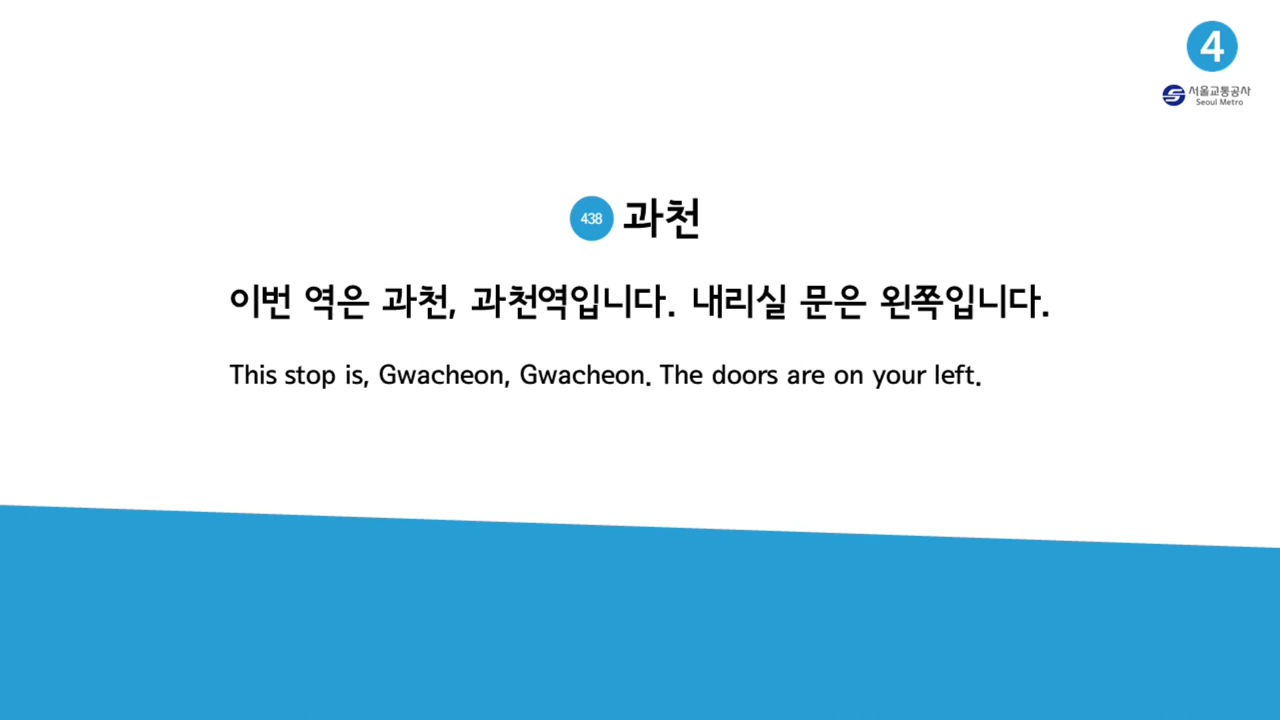 4
서울교통공사
Seoul Metro
438 과천
이번 역은 과천, 과천역입니다. 내리실 문은 왼쪽입니다.
This stop is, Gwacheon, Gwacheon. The doors are on your left.